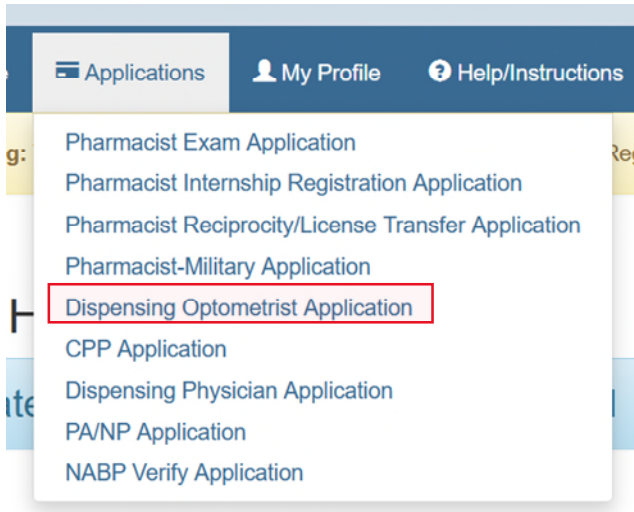 Applications My Profile Help/Instructions
g:
Pharmacist Exam Application
Pharmacist Internship Registration Application
Pharmacist Reciprocity/License Transfer Application
Pharmacist-Military Application
Dispensing Optometrist Application
CPP Application
Dispensing Physician Application
PA/NP Application
NABP Verify Application